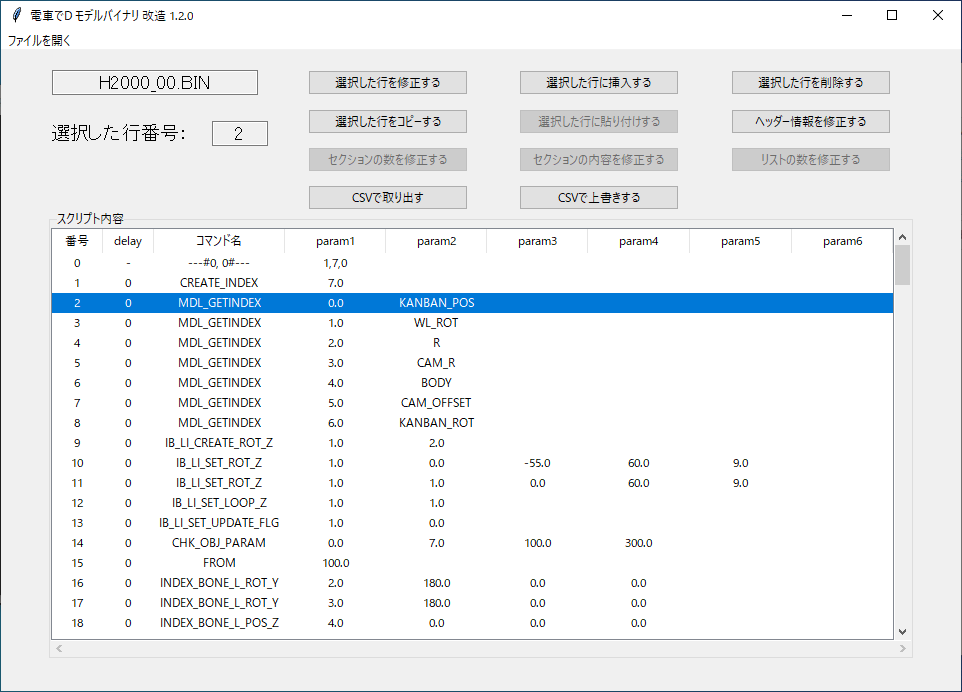 電車でD モデルバイナリ 改造 1.2.0
ファイルを開く
H2000_00.BIN
選択した行を修正する 選択した行に挿入する 選択した行を削除する
選択した行番号： 2
選択した行をコピーする 選択した行に貼り付けする ヘッダー情報を修正する
セクションの数を修正する セクションの内容を修正する リストの数を修正する
CSVで取り出す CSVで上書きする
スクリプト内容
番号 delay コマンド名 param1 param2 param3 param4 param5 param6
0 - ---#0, 0#--- 1,7,0
1 0 CREATE_INDEX 7.0
2 0 MDL_GETINDEX 0.0 KANBAN_POS
3 0 MDL_GETINDEX 1.0 WL_ROT
4 0 MDL_GETINDEX 2.0 R
5 0 MDL_GETINDEX 3.0 CAM_R
6 0 MDL_GETINDEX 4.0 BODY
7 0 MDL_GETINDEX 5.0 CAM_OFFSET
8 0 MDL_GETINDEX 6.0 KANBAN_ROT
9 0 IB_LI_CREATE_ROT_Z 1.0 2.0
10 0 IB_LI_SET_ROT_Z 1.0 0.0 -55.0 60.0 9.0
11 0 IB_LI_SET_ROT_Z 1.0 1.0 0.0 60.0 9.0
12 0 IB_LI_SET_LOOP_Z 1.0 1.0
13 0 IB_LI_SET_UPDATE_FLG 1.0 0.0
14 0 CHK_OBJ_PARAM 0.0 7.0 100.0 300.0
15 0 FROM 100.0
16 0 INDEX_BONE_L_ROT_Y 2.0 180.0 0.0 0.0
17 0 INDEX_BONE_L_ROT_Y 3.0 180.0 0.0 0.0
18 0 INDEX_BONE_L_POS_Z 4.0 0.0 0.0 0.0